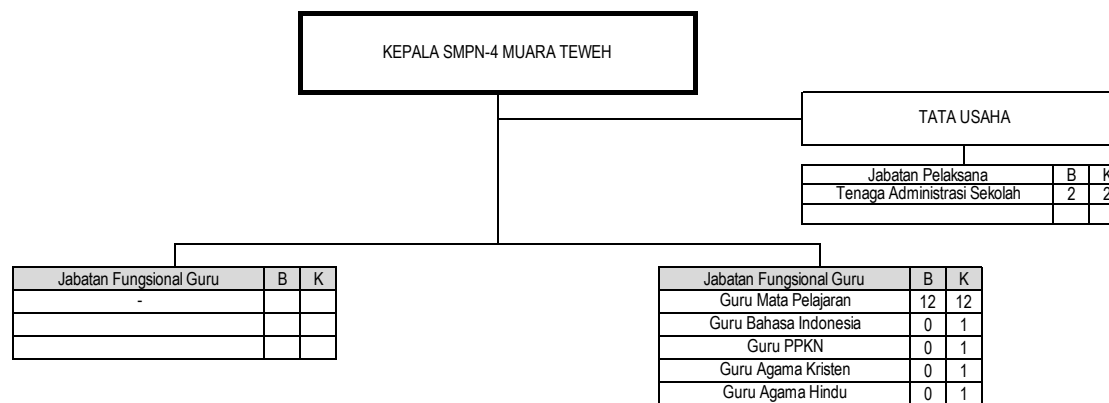 KEPALA SMPN-4 MUARA TEWEH
TATA USAHA
Jabatan Pelaksana B K
Tenaga Administrasi Sekolah 2 2
Jabatan Fungsional Guru B K
-
Jabatan Fungsional Guru B K
Guru Mata Pelajaran 12 12
Guru Bahasa Indonesia 0 1
Guru PPKN 0 1
Guru Agama Kristen 0 1
Guru Agama Hindu 0 1